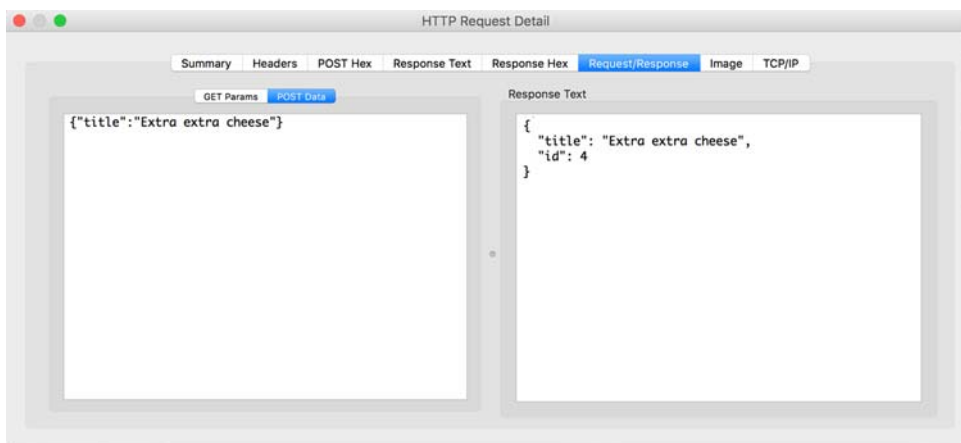 HTTP Request Detail
Summary Headers POST Hex Response Text Response Hex Request/Response Image TCP/IP
GET Params POST Data
{"title":"Extra extra cheese"}
Response Text
{
"title": "Extra extra cheese",
"id": 4
}